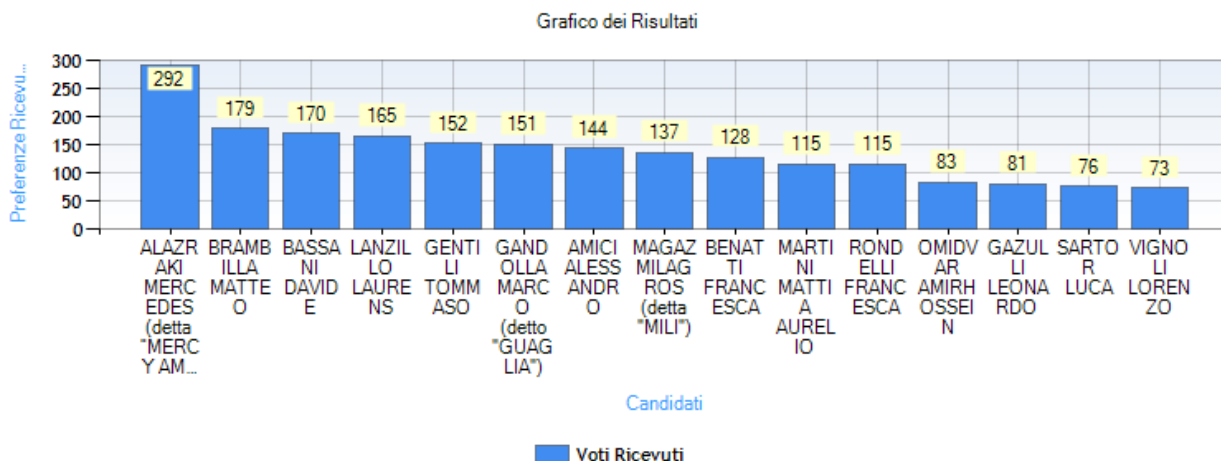 Grafico dei Risultati
Preferenze Ricevu...
300
250
200
150
100
50
0
292
179
170
165
152
151
144
137
128
115
115
83
81
76
73
ALAZR
AKI
MERC
EDES
(detta
"MERC
Y AM...
BRAMB
ILLA
MATTE
O
BASSA
NI
DAVID
E
LANZIL
LO
LAURE
NS
GENTI
LI
TOMM
ASO
GAND
OLLA
MARC
O
(detto
"GUAG
LIA")
AMICI
ALESS
ANDR
O
MAGAZ
MILAG
ROS
(detta
"MILI")
BENAT
TI
FRANC
ESCA
MARTI
NI
MATTI
A
AUREL
IO
ROND
ELLI
FRANC
ESCA
OMIDV
AR
AMIRH
OSSEI
N
GAZUL
LI
LEONA
RDO
SARTO
R
LUCA
VIGNO
LI
LOREN
ZO
Candidati
Voti Ricevuti